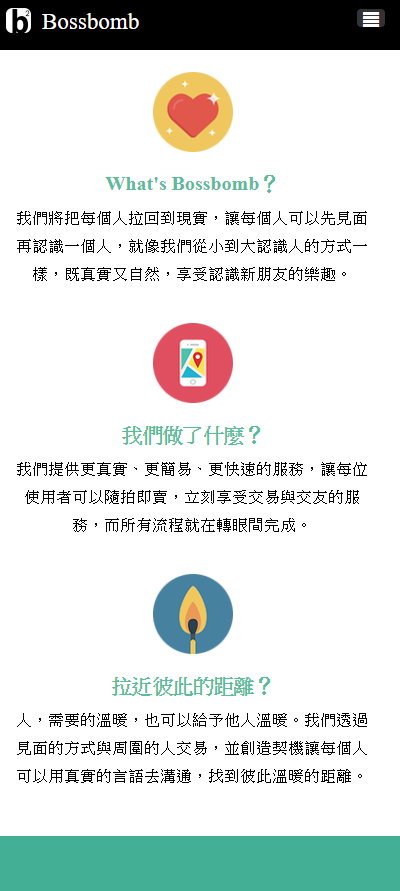 Bossbomb
What's Bossbomb？
我們將把每個人拉回到現實，讓每個人可以先見面
再認識一個人，就像我們從小到大認識人的方式一
樣，既真實又自然，享受認識新朋友的樂趣。
我們做了什麼？
我們提供更真實、更簡易、更快速的服務，讓每位
使用者可以隨拍即賣，立刻享受交易與交友的服
務，而所有流程就在轉眼間完成。
拉近彼此的距離？
人，需要的溫暖，也可以給予他人溫暖。我們透過
見面的方式與周圍的人交易，並創造契機讓每個人
可以用真實的言語去溝通，找到彼此溫暖的距離。